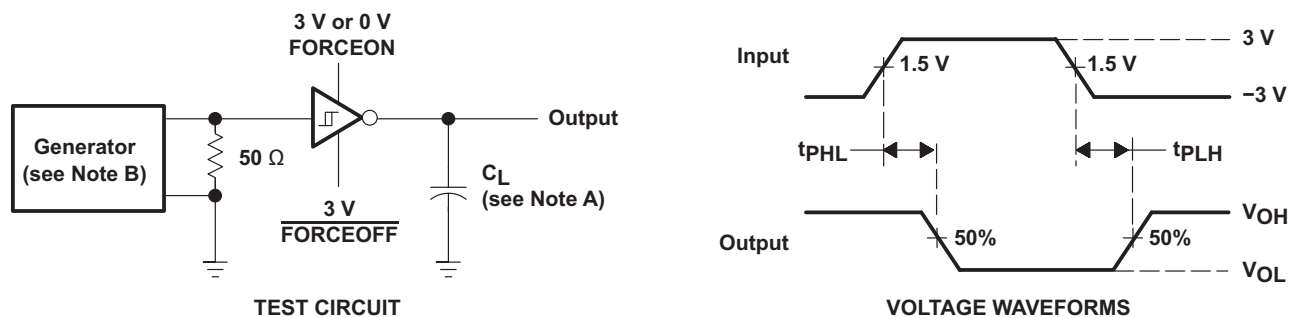 3 V or 0 V
FORCEON
Generator
(see Note B)
50 Ω
Output
CL
(see Note A)
3 V
FORCEOFF
TEST CIRCUIT
Input
3 V
1.5 V
1.5 V
−3 V
tPHL
tPLH
Output
50%
50%
VOH
VOL
VOLTAGE WAVEFORMS